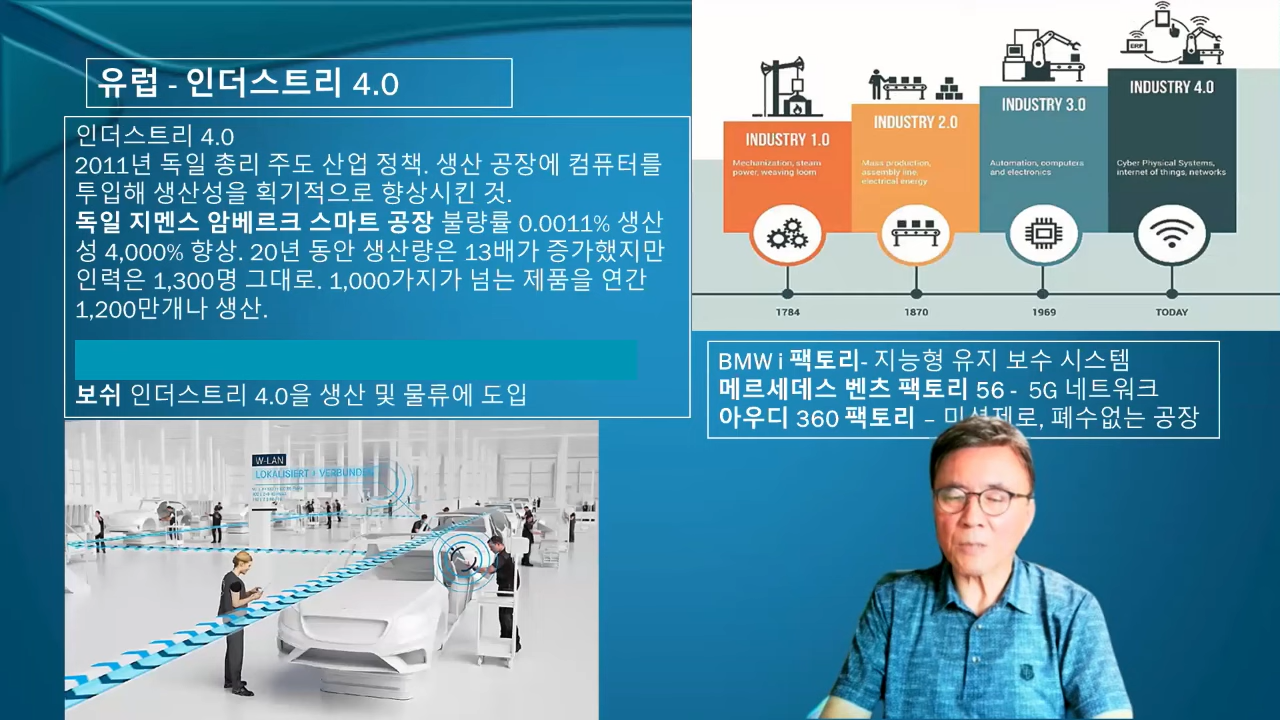 유럽 - 인더스트리 4.0
인더스트리 4.0
2011년 독일 총리 주도 산업 정책. 생산 공장에 컴퓨터를
투입해 생산성을 획기적으로 향상시킨 것.
독일 지멘스 암베르크 스마트 공장 불량률 0.0011% 생산
성 4,000% 향상. 20년 동안 생산량은 13배가 증가했지만
인력은 1,300명 그대로. 1,000가지가 넘는 제품을 연간
1,200만개나 생산.
보쉬 인더스트리 4.0을 생산 및 물류에 도입
INDUSTRY 1.0
Mechanization, steam
power, weaving loom
INDUSTRY 2.0
Mass production,
assembly line,
electrical energy
INDUSTRY 3.0
Automation, computers
and electronics
ERP
INDUSTRY 4.0
Cyber Physical Systems,
internet of things, networks
1784
1870
1969
TODAY
BMW i 팩토리- 지능형 유지 보수 시스템
메르세데스 벤츠 팩토리 56 - 5G 네트워크
아우디 360 팩토리 – 폐수없는 공장
W-LAN
LOKALISIERT / VERBUNDEN